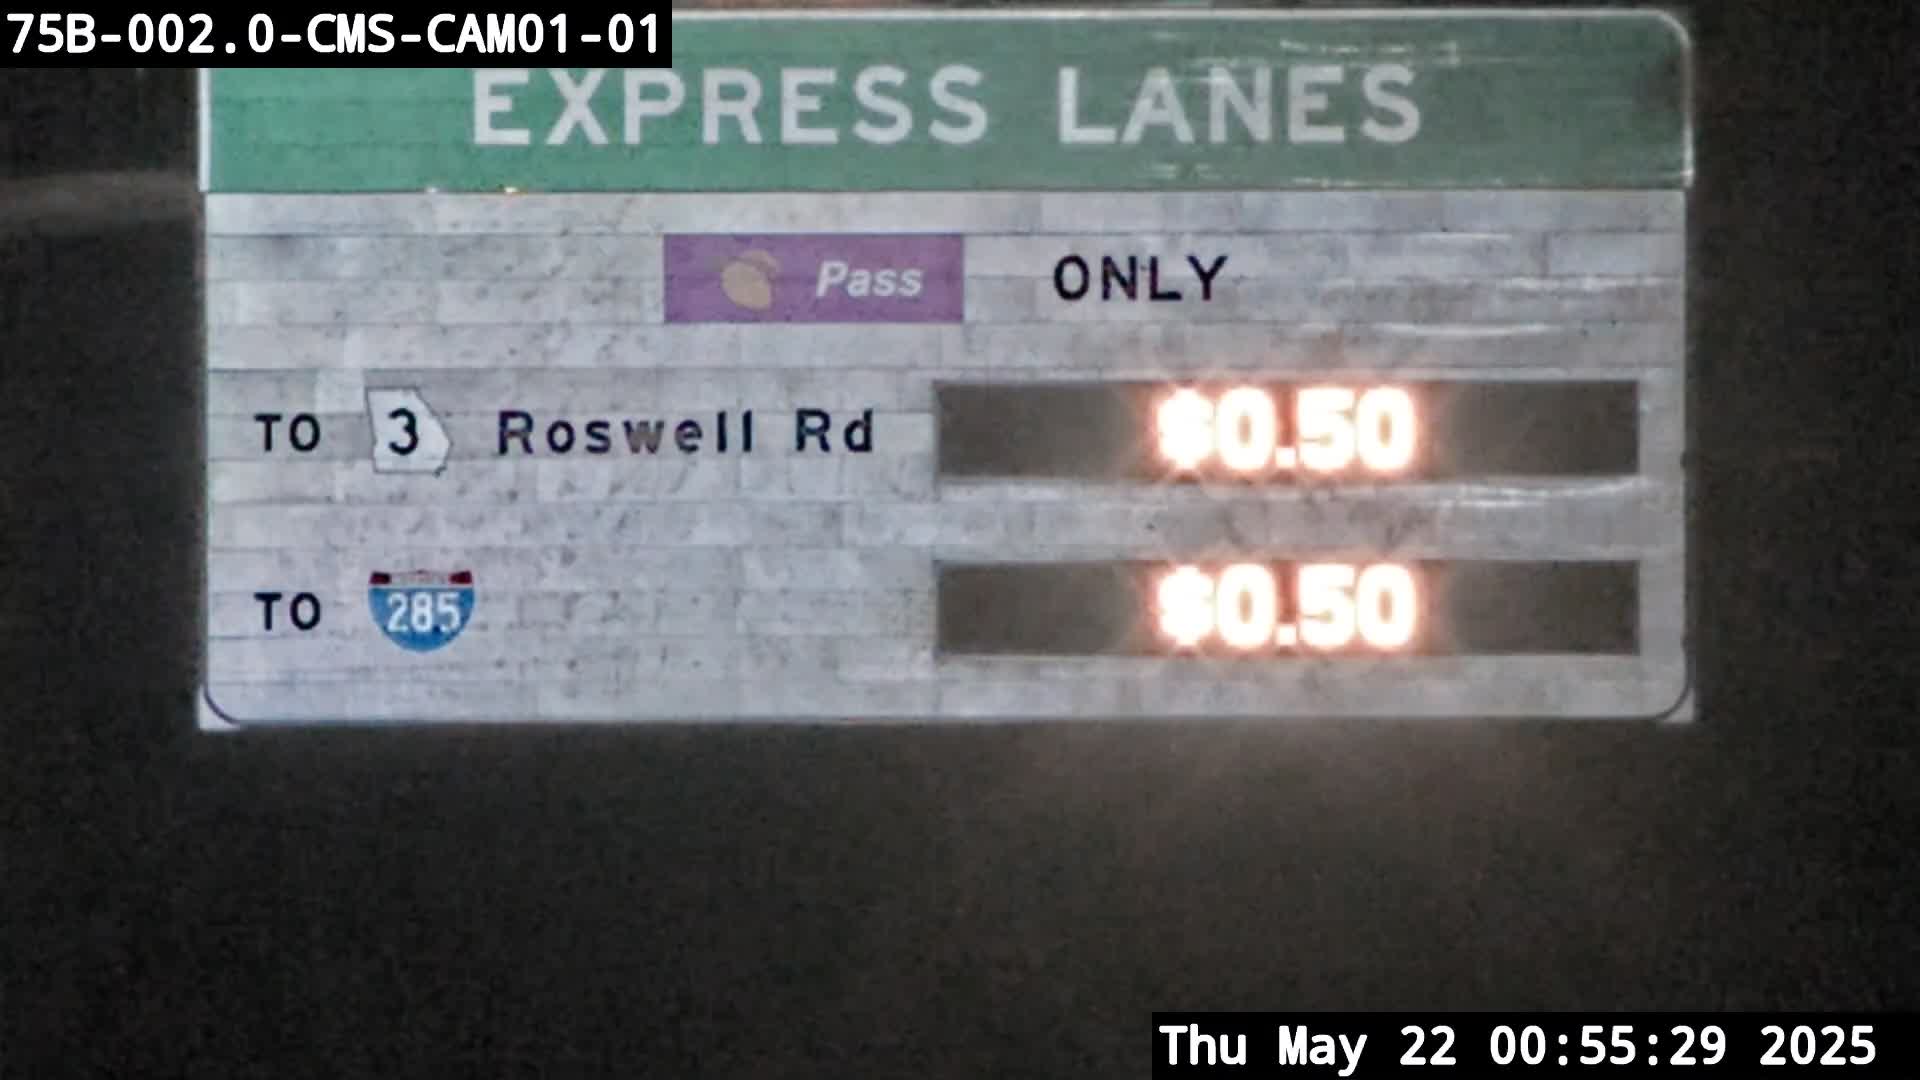 75B-002.0-CMS-CAM01-01
EXPRESS LANES
Pass ONLY
TO 3 Roswell Rd $0.50
TO 285 $0.50
Thu May 22 00:55:29 2025